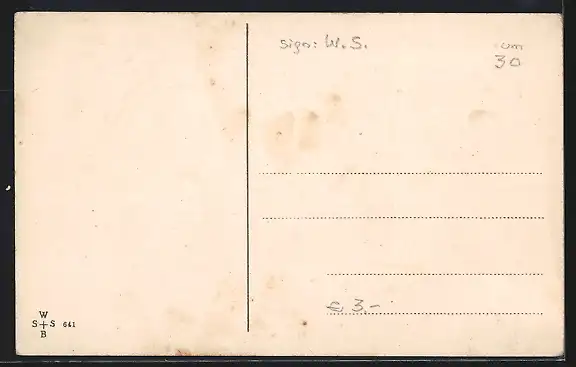 sign: W.S.
um
30
€ 3.-
W
S+S 641
B